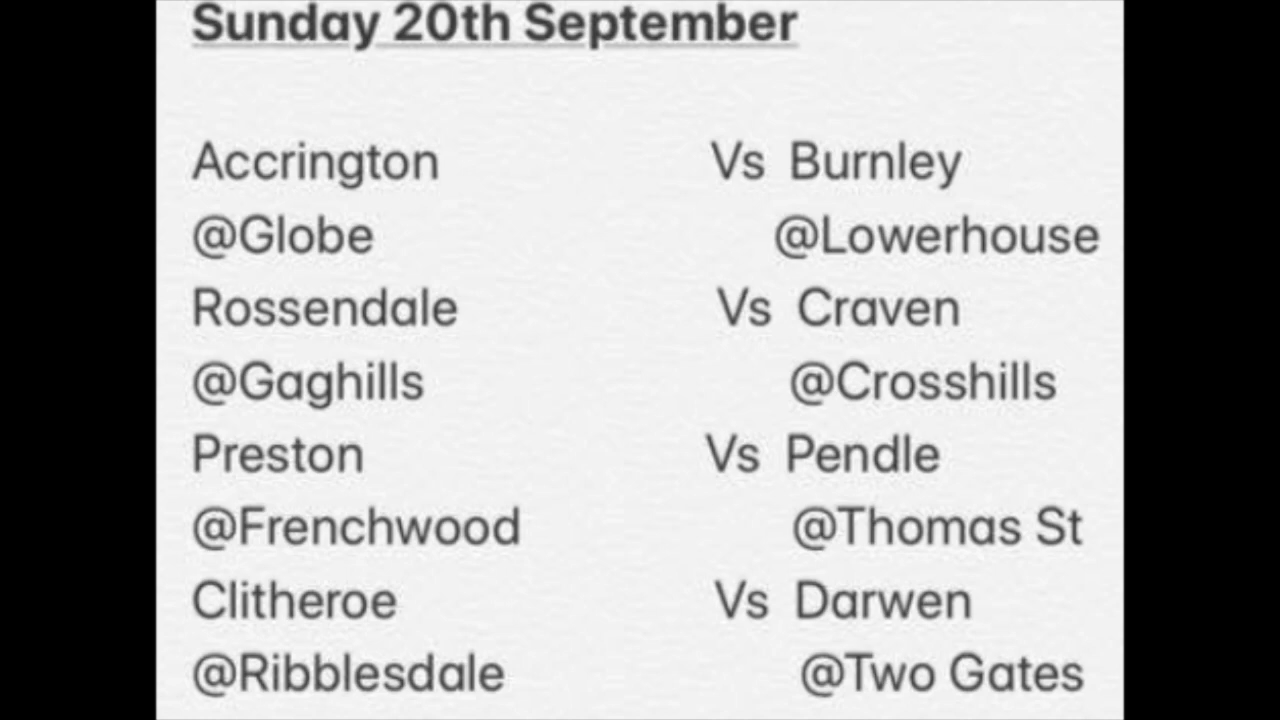 Sunday 20th September
Accrington Vs Burnley
@Globe @Lowerhouse
Rossendale Vs Craven
@Gaghills @Crosshills
Preston Vs Pendle
@Frenchwood @Thomas St
Clitheroe Vs Darwen
@Ribblesdale @Two Gates